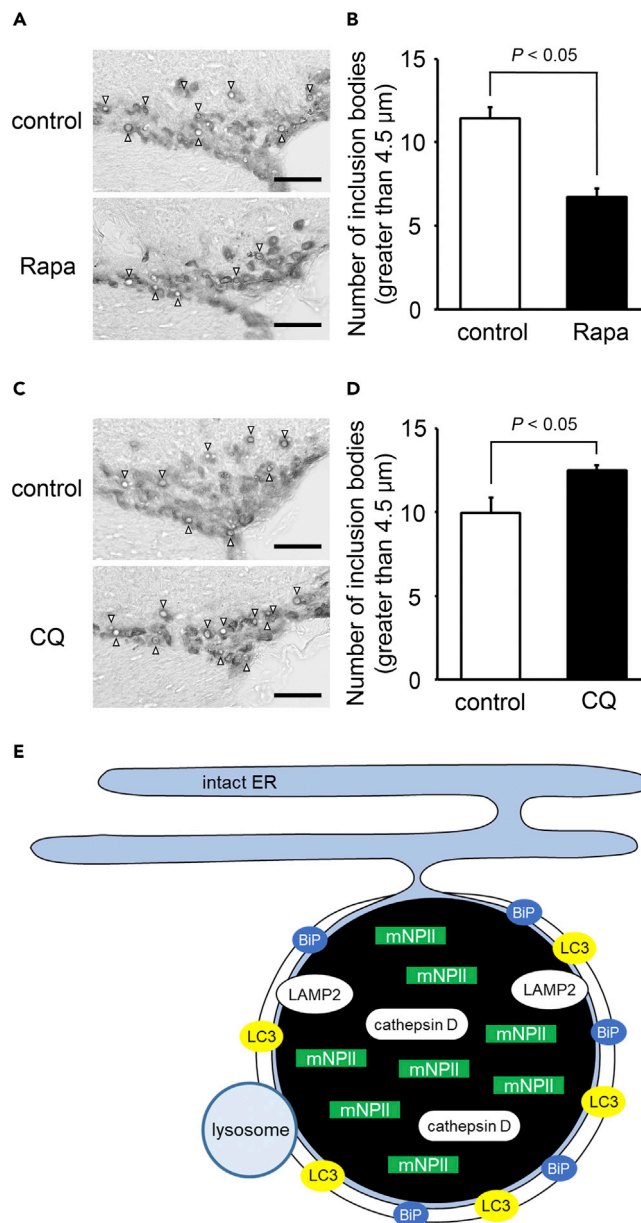 A
control
Rapa
B
Number of inclusion bodies
(greater than 4.5 μm)
15
10
5
0
P < 0.05
control
Rapa
C
control
CQ
D
Number of inclusion bodies
(greater than 4.5 μm)
15
10
5
0
P < 0.05
control
CQ
E
intact ER
BiP
BiP
mNPII
LC3
mNPII
LAMP2
LAMP2
cathepsin D
LC3
mNPII
BiP
mNPII
mNPII
mNPII
LC3
lysosome
mNPII
cathepsin D
mNPII
BiP
LC3
LC3
BiP